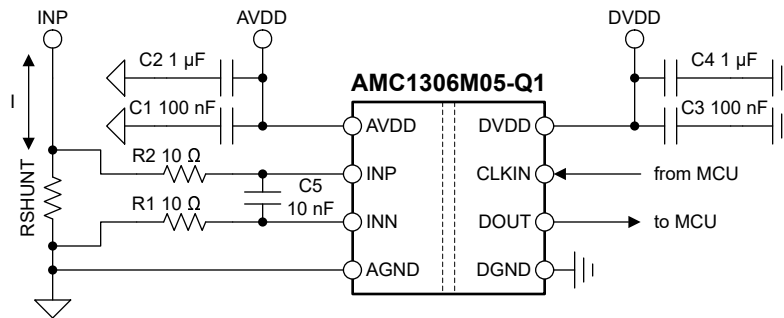 INP
AVDD
DVDD
C2 1 µF
C4 1 µF
AMC1306M05-Q1
C1 100 nF
C3 100 nF
I
AVDD
DVDD
R2 10 Ω
INP
CLKIN
from MCU
C5
10 nF
RSHUNT
R1 10 Ω
INN
DOUT
to MCU
AGND
DGND